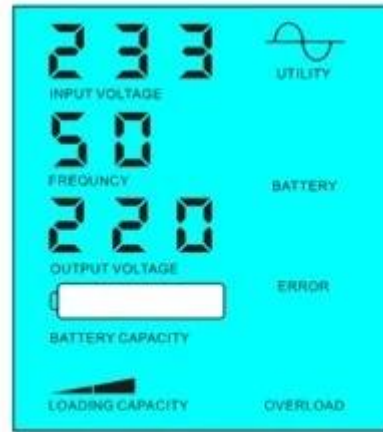 233
UTILITY
INPUT VOLTAGE
50
FREQUNCY
BATTERY
220
OUTPUT VOLTAGE
ERROR
BATTERY CAPACITY
LOADING CAPACITY
OVERLOAD